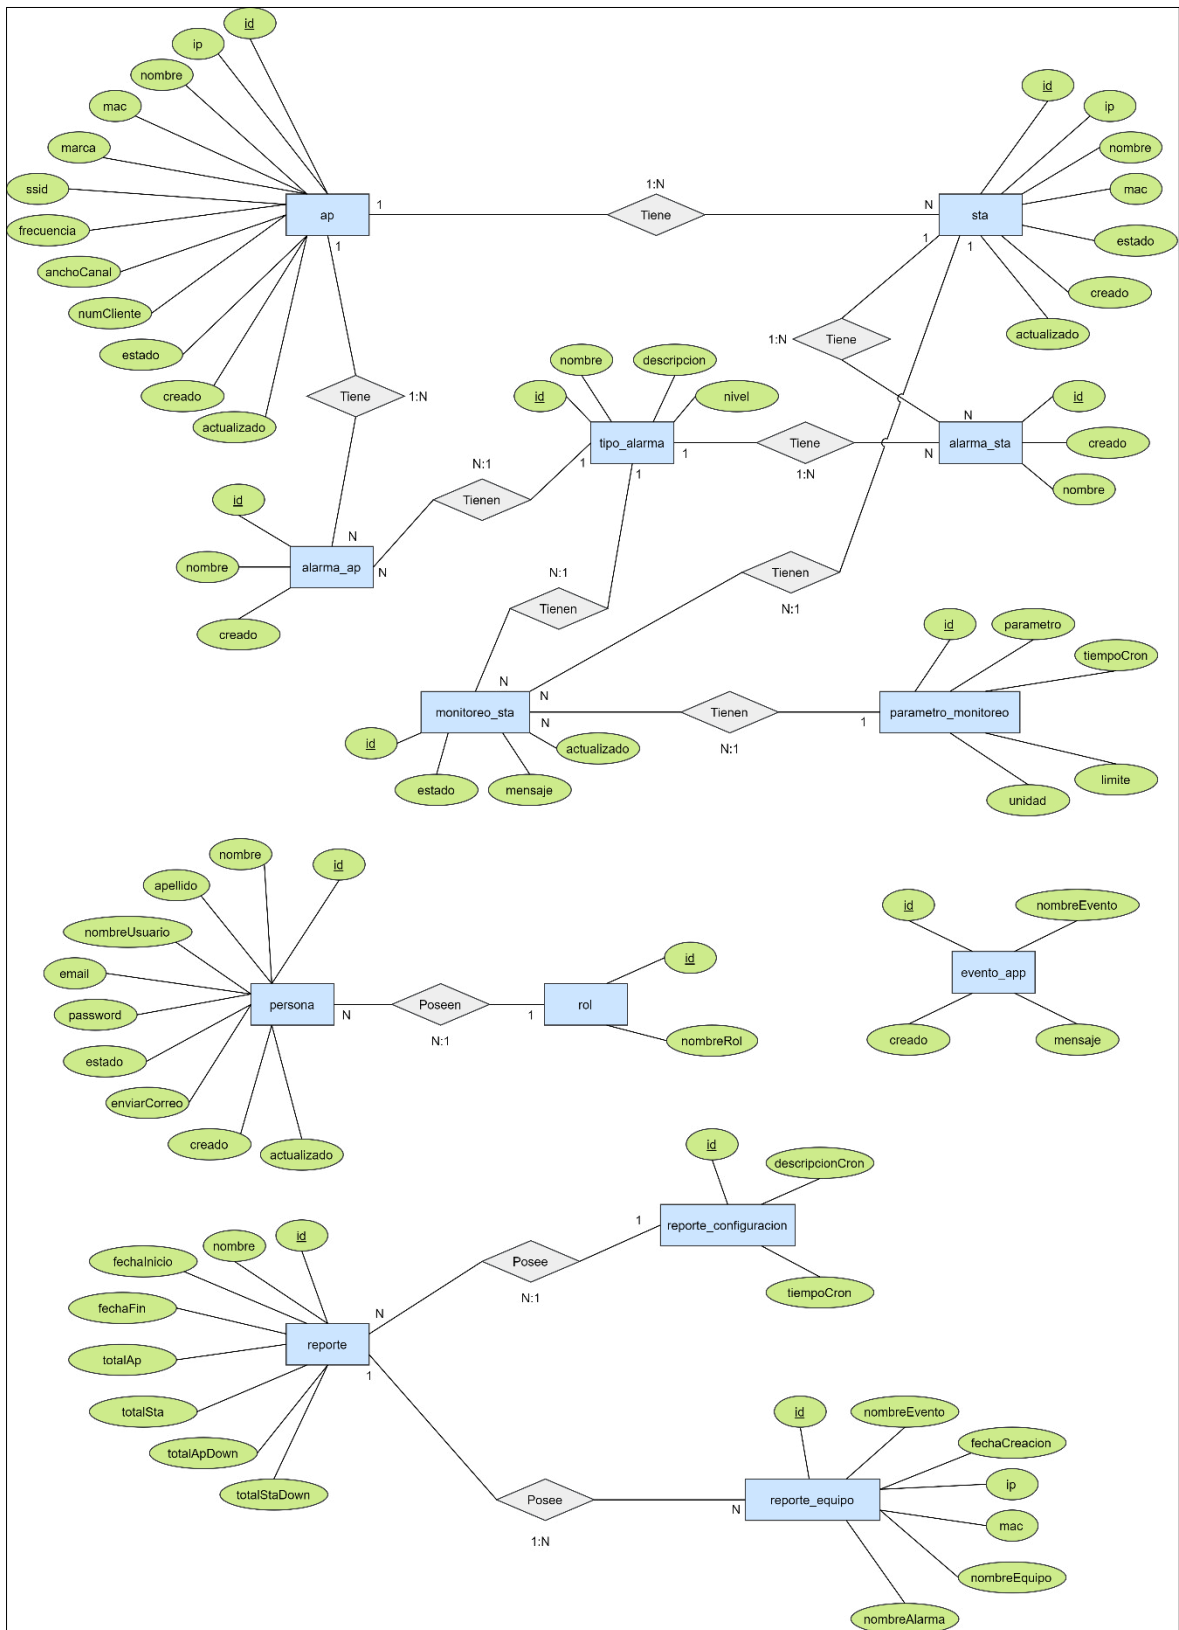 id
ip
nombre
mac
marca
ssid
frecuencia
anchoCanal
numCliente
estado
creado
actualizado
ap
1
1
1:N
Tiene
N
sta
1
1
id
ip
nombre
mac
estado
creado
actualizado
Tiene
1:N
1:N
Tiene
nombre
descripcion
id
nivel
tipo_alarma
1
1
1
Tiene
1:N
N
N
alarma_sta
id
creado
nombre
N:1
Tienen
id
nombre
creado
alarma_ap
N
N
N:1
Tienen
Tienen
N:1
N
N
N
monitoreo_sta
id
estado
mensaje
actualizado
Tienen
N:1
1
parametro_monitoreo
id
parametro
tiempoCron
limite
unidad
nombre
id
apellido
nombreUsuario
email
password
estado
enviarCorreo
creado
actualizado
persona
N
Poseen
N:1
1
rol
id
nombreRol
id
nombreEvento
evento_app
creado
mensaje
id
descripcionCron
reporte_configuracion
tiempoCron
1
Posee
N:1
id
nombre
fechaInicio
fechaFin
totalAp
totalSta
totalApDown
totalStaDown
reporte
N
1
Posee
1:N
N
reporte_equipo
id
nombreEvento
fechaCreacion
ip
mac
nombreEquipo
nombreAlarma